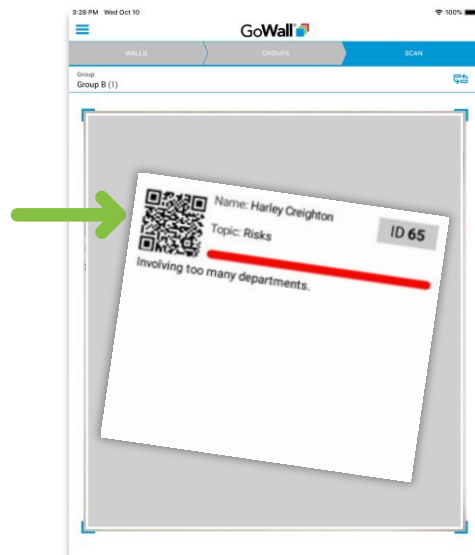 3:28 PM Wed Oct 10
100%
GoWall
WALLS
GROUPS
SCAN
Group
Group B (1)
Name: Harley Creighton
Topic: Risks
ID 65
Involving too many departments.